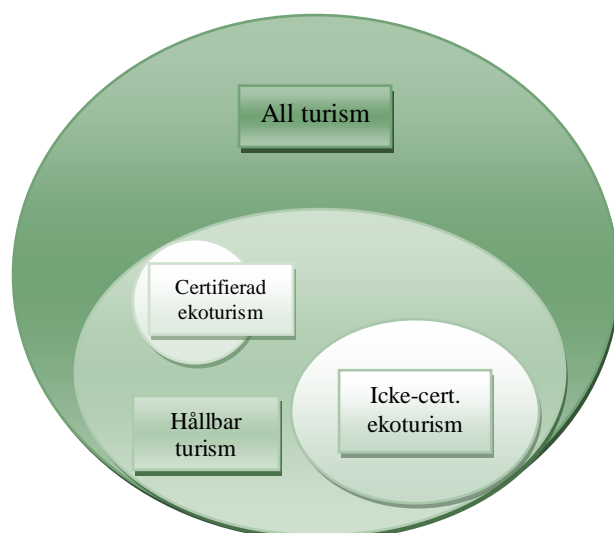 All turism
Certifierad
ekoturism
Icke-cert.
ekoturism
Hållbar
turism